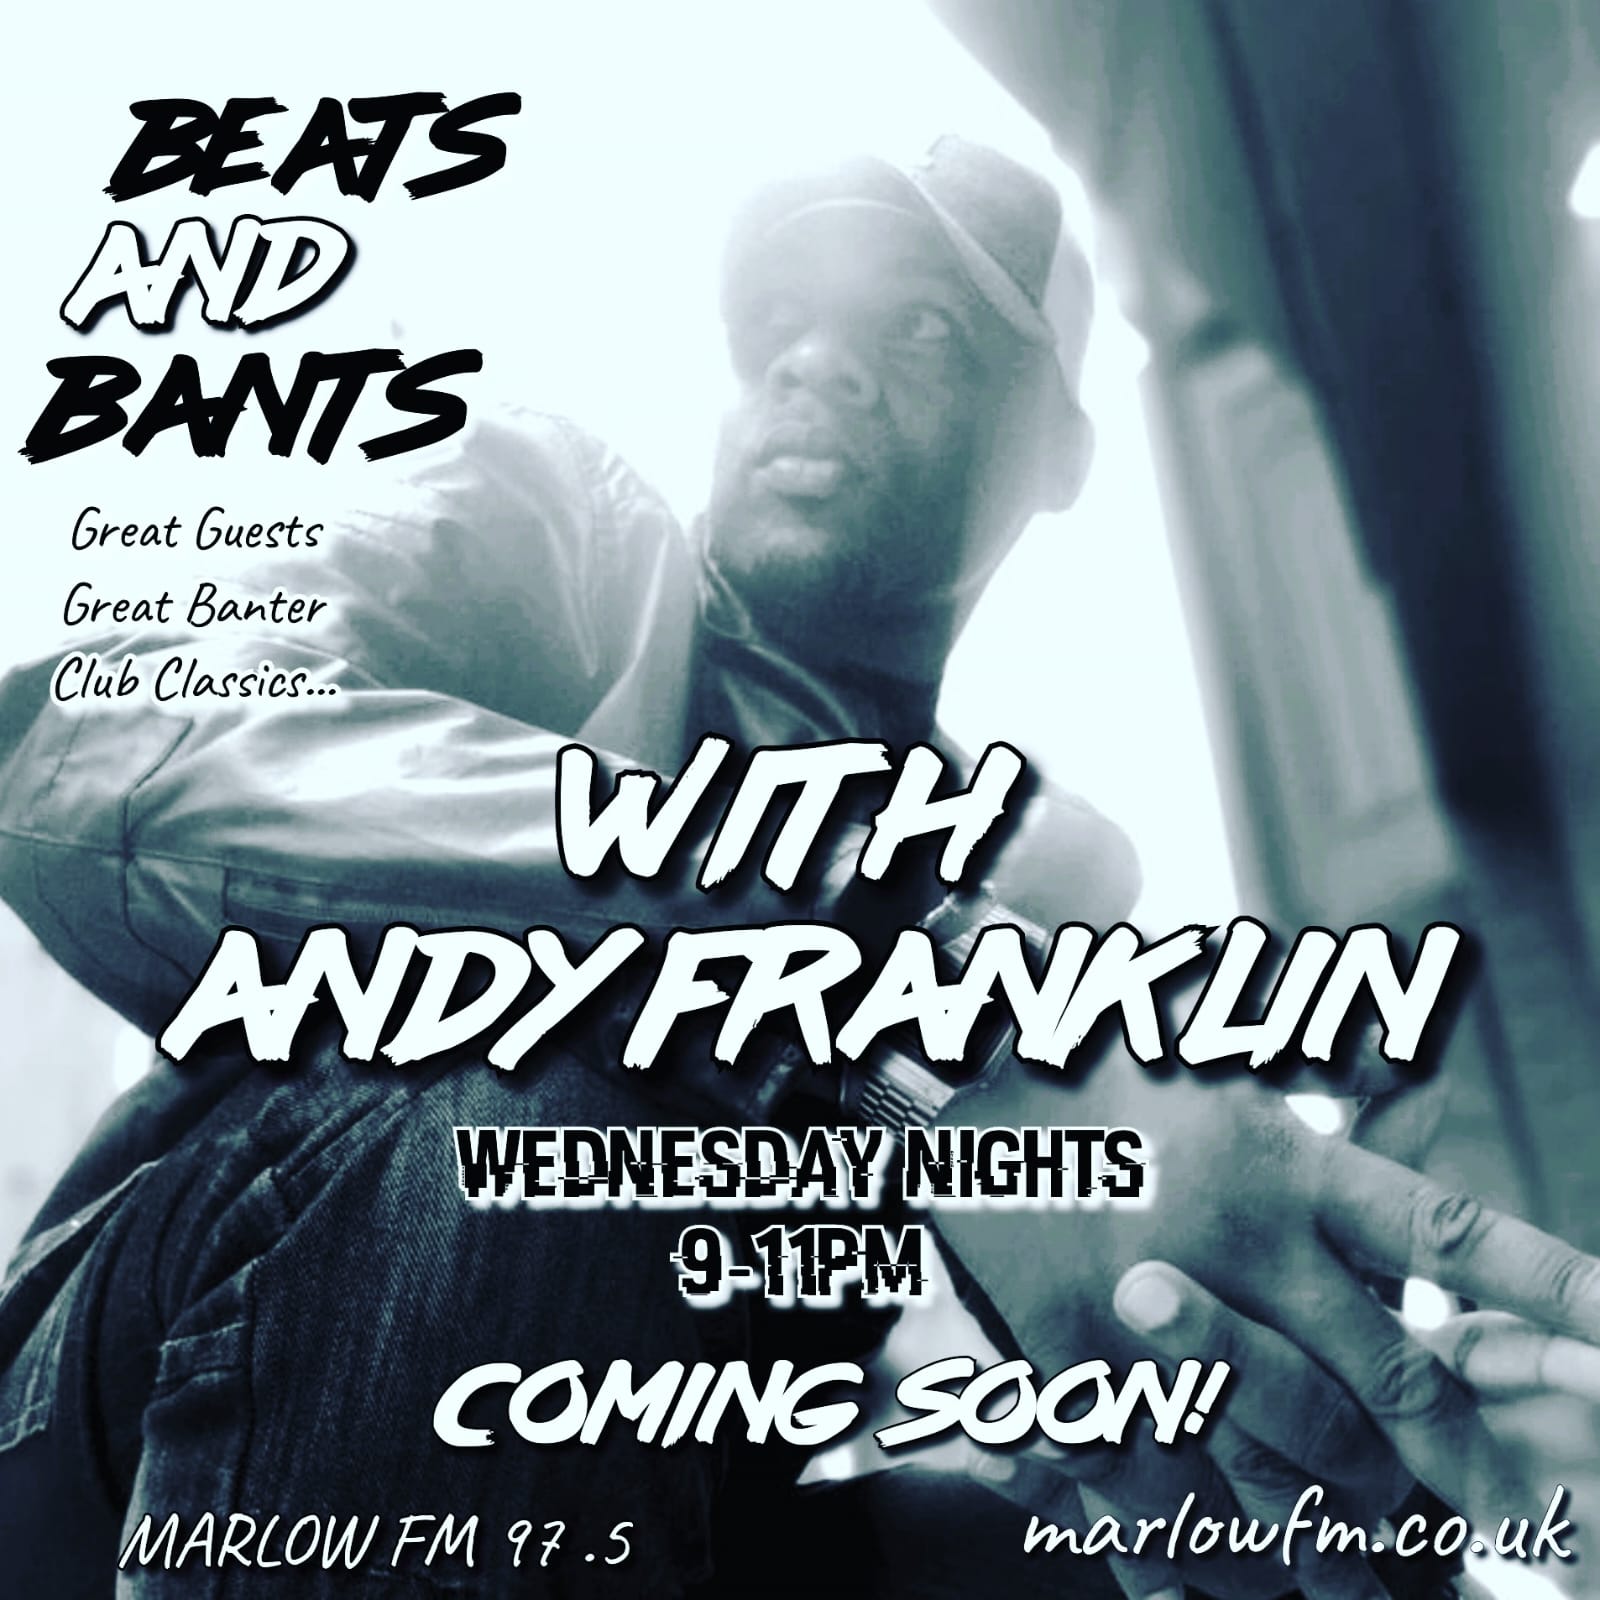 BEATS
AND
BANTS
Great Guests
Great Banter
Club Classics...
WITH
ANDY FRANKLIN
WEDNESDAY NIGHTS
9-11PM
COMING SOON!
MARLOW FM 97.5
marlowfm.co.uk